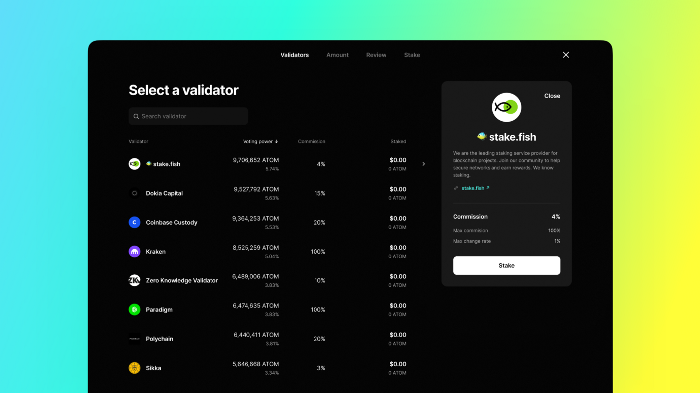 Validators Amount Review Stake
Select a validator
Search validator
Validator Voting power ↓ Commission Staked
stake.fish 9,706,652 ATOM 4% $0.00
5.74% 0 ATOM
Dokia Capital 9,527,792 ATOM 15% $0.00
5.63% 0 ATOM
Coinbase Custody 9,364,253 ATOM 20% $0.00
5.53% 0 ATOM
Kraken 8,525,259 ATOM 100% $0.00
5.04% 0 ATOM
Zero Knowledge Validator 6,489,006 ATOM 10% $0.00
3.83% 0 ATOM
Paradigm 6,474,635 ATOM 100% $0.00
3.83% 0 ATOM
Polychain 6,440,411 ATOM 20% $0.00
3.81% 0 ATOM
Sikka 5,646,668 ATOM 3% $0.00
3.34% 0 ATOM
Close
stake.fish
We are the leading staking service provider for
blockchain projects. Join our community to help
secure networks and earn rewards. We know
staking.
stake.fish ↗
Commission 4%
Max commision 100%
Max change rate 1%
Stake